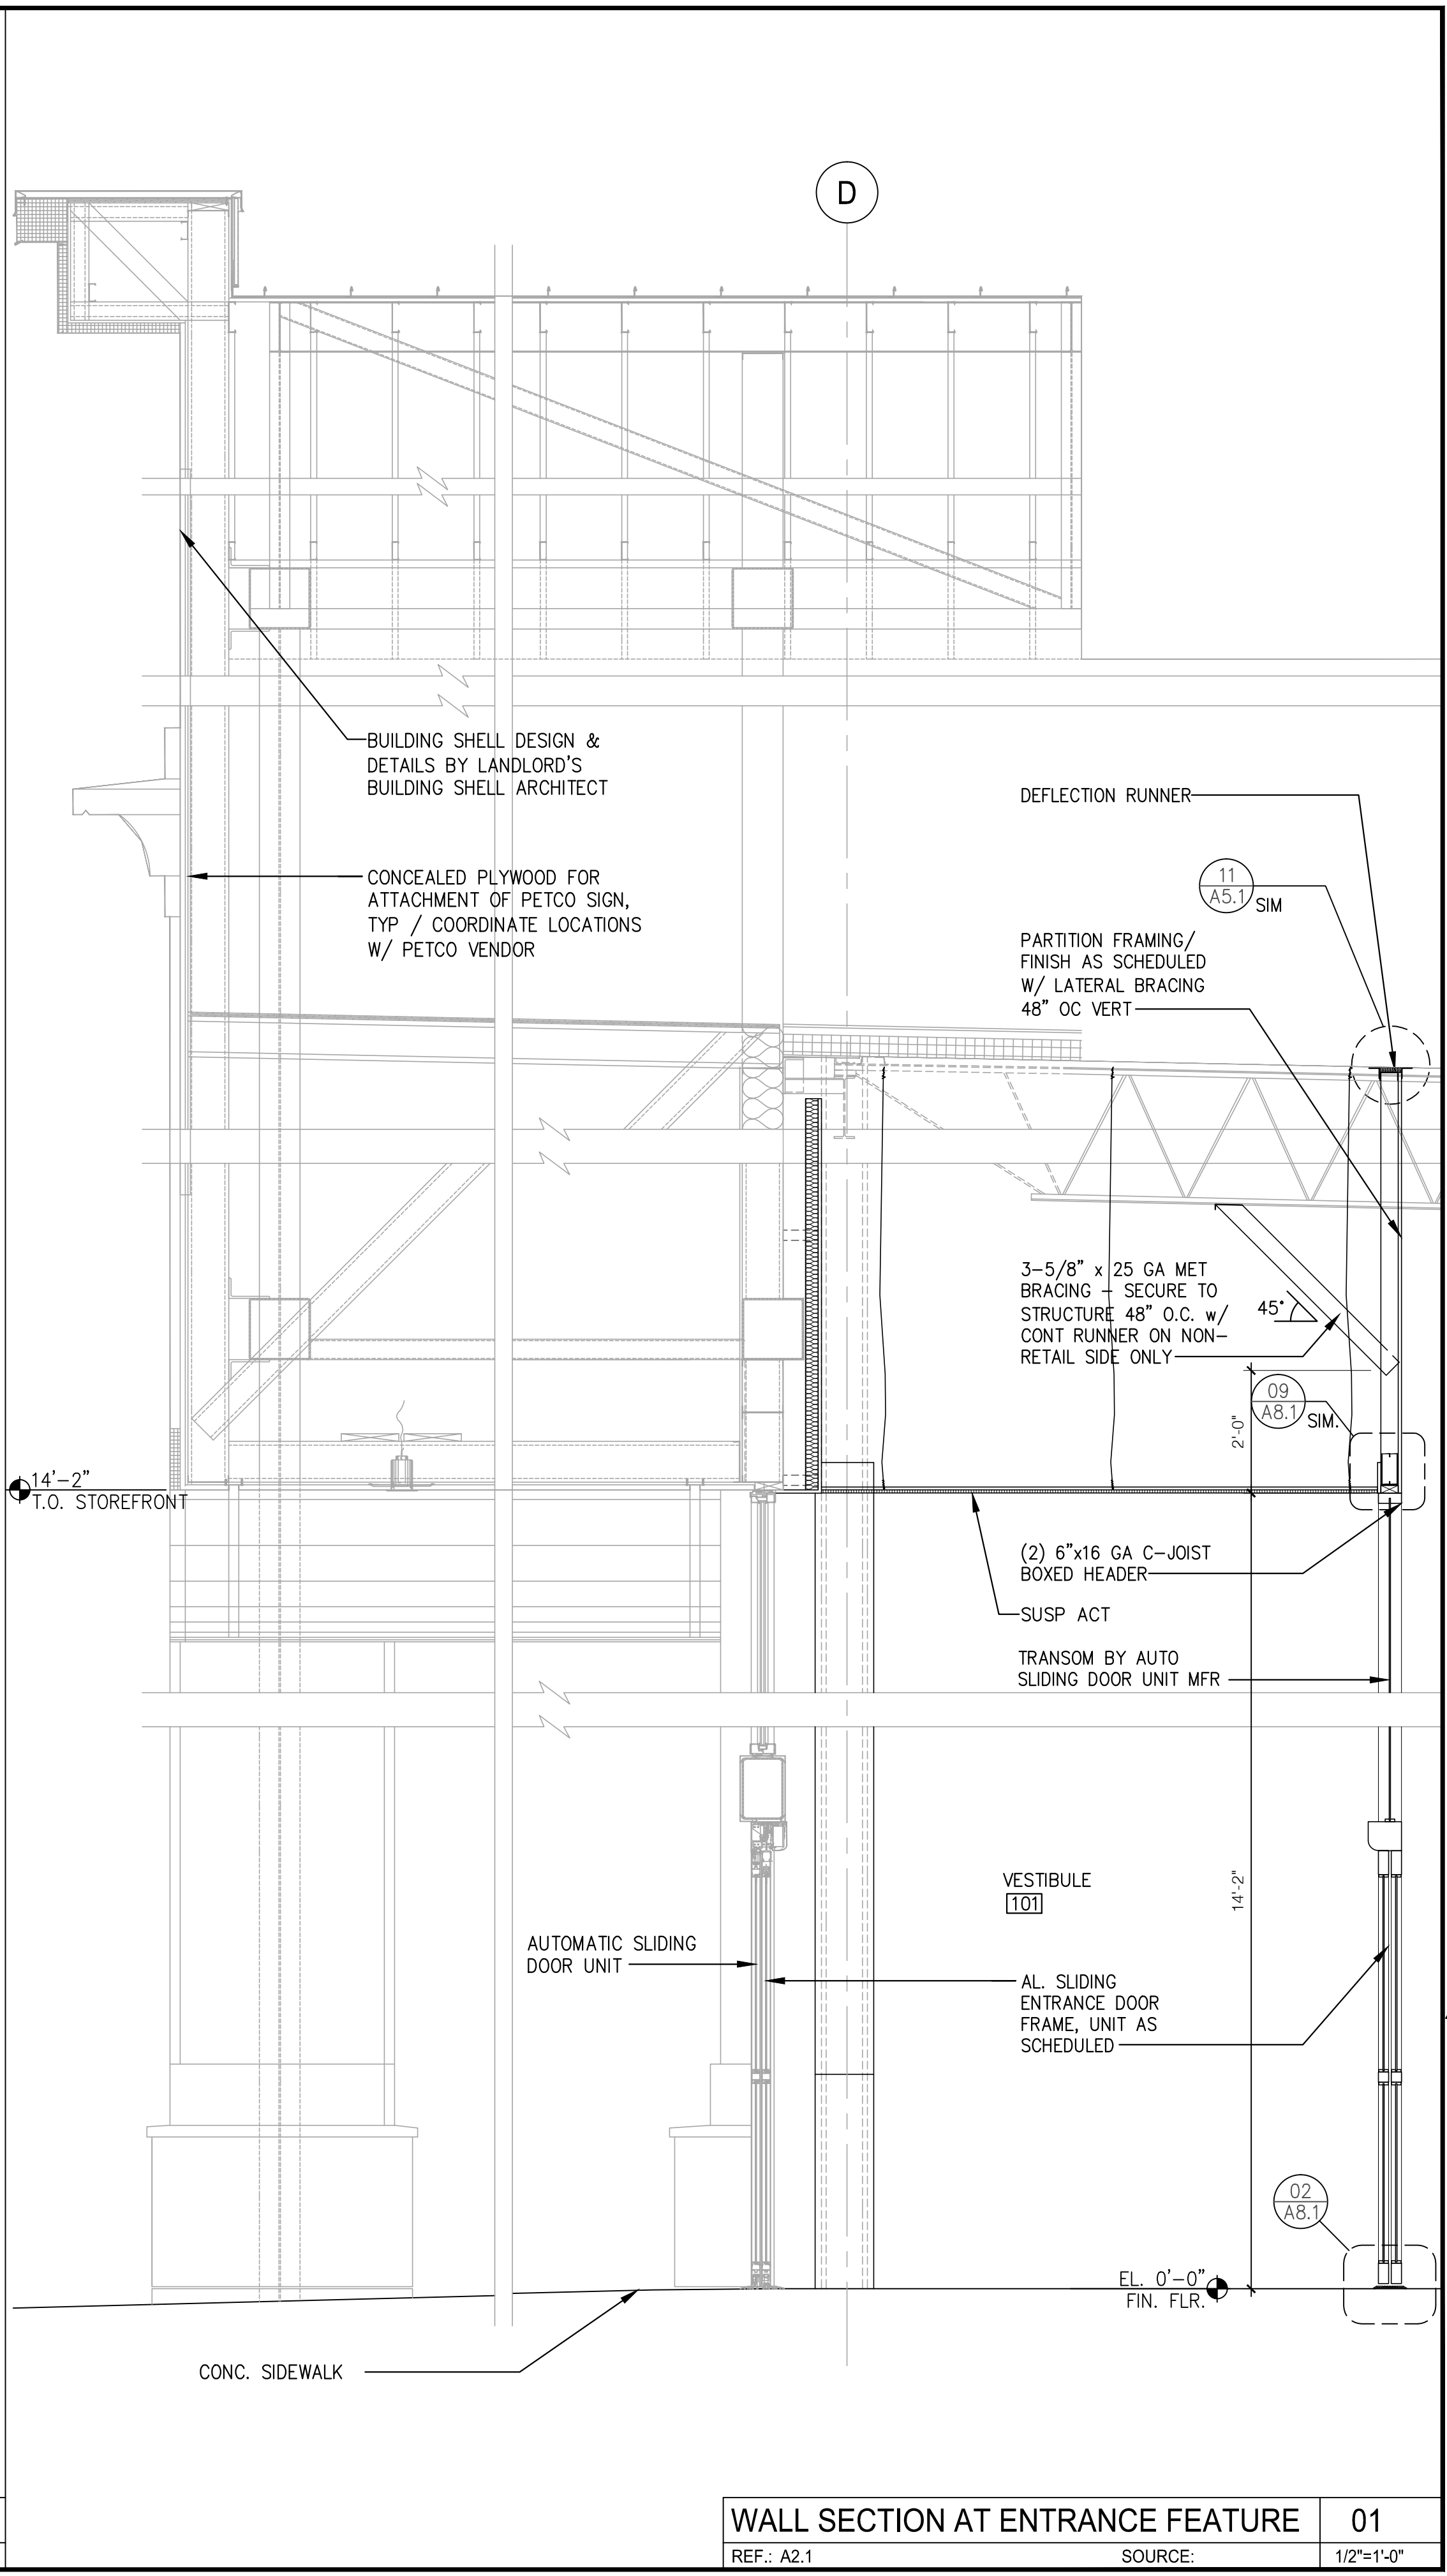 D
BUILDING SHELL DESIGN &
DETAILS BY LANDLORD'S
BUILDING SHELL ARCHITECT
DEFLECTION RUNNER
CONCEALED PLYWOOD FOR
ATTACHMENT OF PETCO SIGN,
TYP / COORDINATE LOCATIONS
W/ PETCO VENDOR
11
A5.1
SIM
PARTITION FRAMING/
FINISH AS SCHEDULED
W/ LATERAL BRACING
48" OC VERT
3-5/8" x 25 GA MET
BRACING - SECURE TO
STRUCTURE 48" O.C. w/
CONT RUNNER ON NON-
RETAIL SIDE ONLY
45°
09
A8.1
SIM.
2'-0"
14'-2"
T.O. STOREFRONT
(2) 6"x16 GA C-JOIST
BOXED HEADER
SUSP ACT
TRANSOM BY AUTO
SLIDING DOOR UNIT MFR
VESTIBULE
101
14'-2"
AUTOMATIC SLIDING
DOOR UNIT
AL. SLIDING
ENTRANCE DOOR
FRAME, UNIT AS
SCHEDULED
02
A8.1
EL. 0'-0"
FIN. FLR.
CONC. SIDEWALK
WALL SECTION AT ENTRANCE FEATURE 01
REF.: A2.1 SOURCE: 1/2"=1'-0"